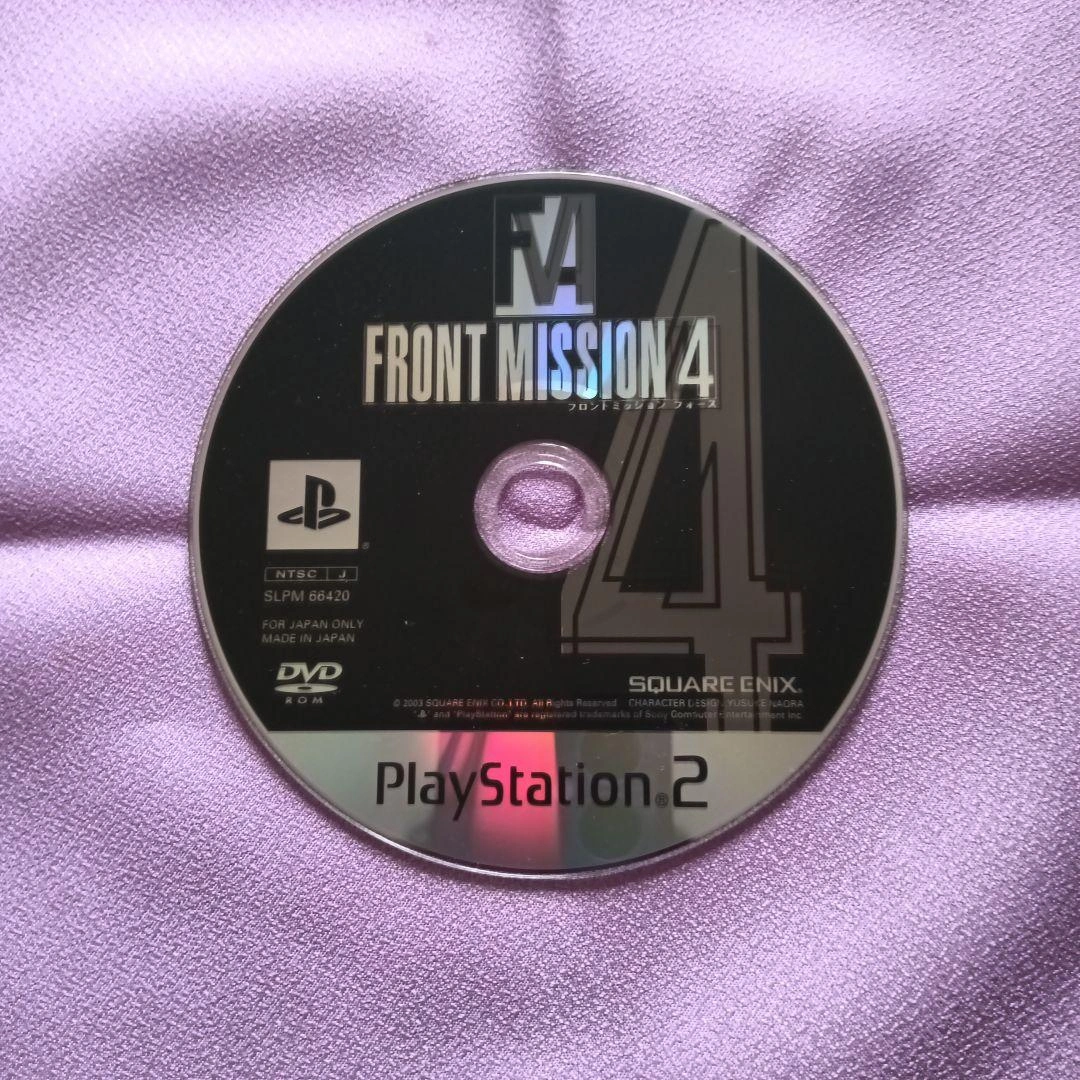 FA
FRONT MISSION 4
フロントミッション フォース
NTSC J
SLPM 66420
FOR JAPAN ONLY
MADE IN JAPAN
DVD
ROM
4
SQUARE ENIX.
© 2003 SQUARE ENIX CO.,LTD. All Rights Reserved CHARACTER DESIGN: YUSUKE NAORA
" " and "PlayStation" are registered trademarks of Sony Computer Entertainment Inc.
PlayStation®2